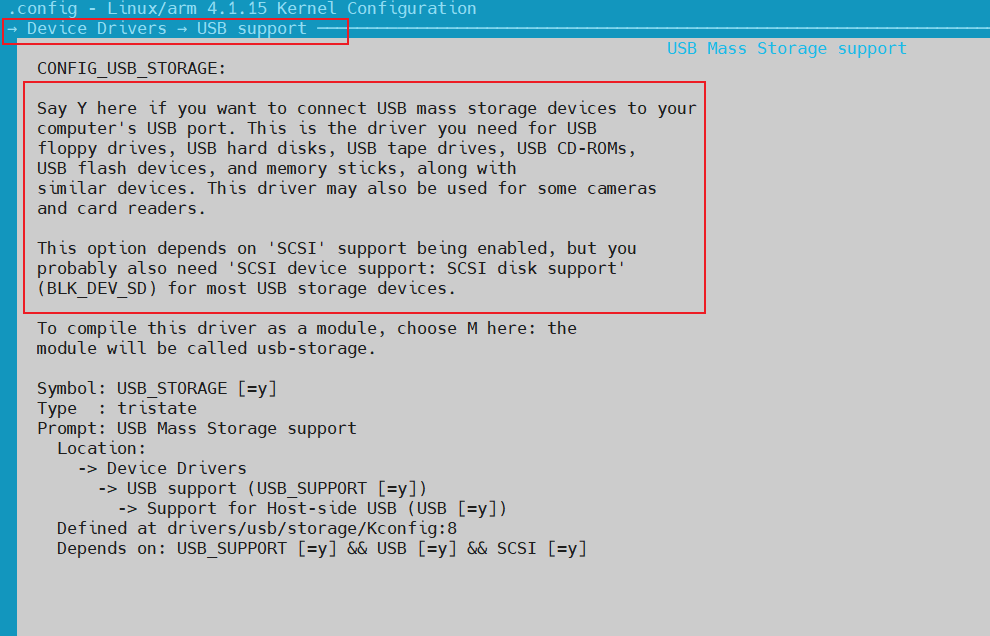 .config - Linux/arm 4.1.15 Kernel Configuration
→ Device Drivers → USB support
USB Mass Storage support
CONFIG_USB_STORAGE:
Say Y here if you want to connect USB mass storage devices to your
computer's USB port. This is the driver you need for USB
floppy drives, USB hard disks, USB tape drives, USB CD-ROMs,
USB flash devices, and memory sticks, along with
similar devices. This driver may also be used for some cameras
and card readers.
This option depends on 'SCSI' support being enabled, but you
probably also need 'SCSI device support: SCSI disk support'
(BLK_DEV_SD) for most USB storage devices.
To compile this driver as a module, choose M here: the
module will be called usb-storage.
Symbol: USB_STORAGE [=y]
Type  : tristate
Prompt: USB Mass Storage support
  Location:
    -> Device Drivers
      -> USB support (USB_SUPPORT [=y])
        -> Support for Host-side USB (USB [=y])
  Defined at drivers/usb/storage/Kconfig:8
  Depends on: USB_SUPPORT [=y] && USB [=y] && SCSI [=y]